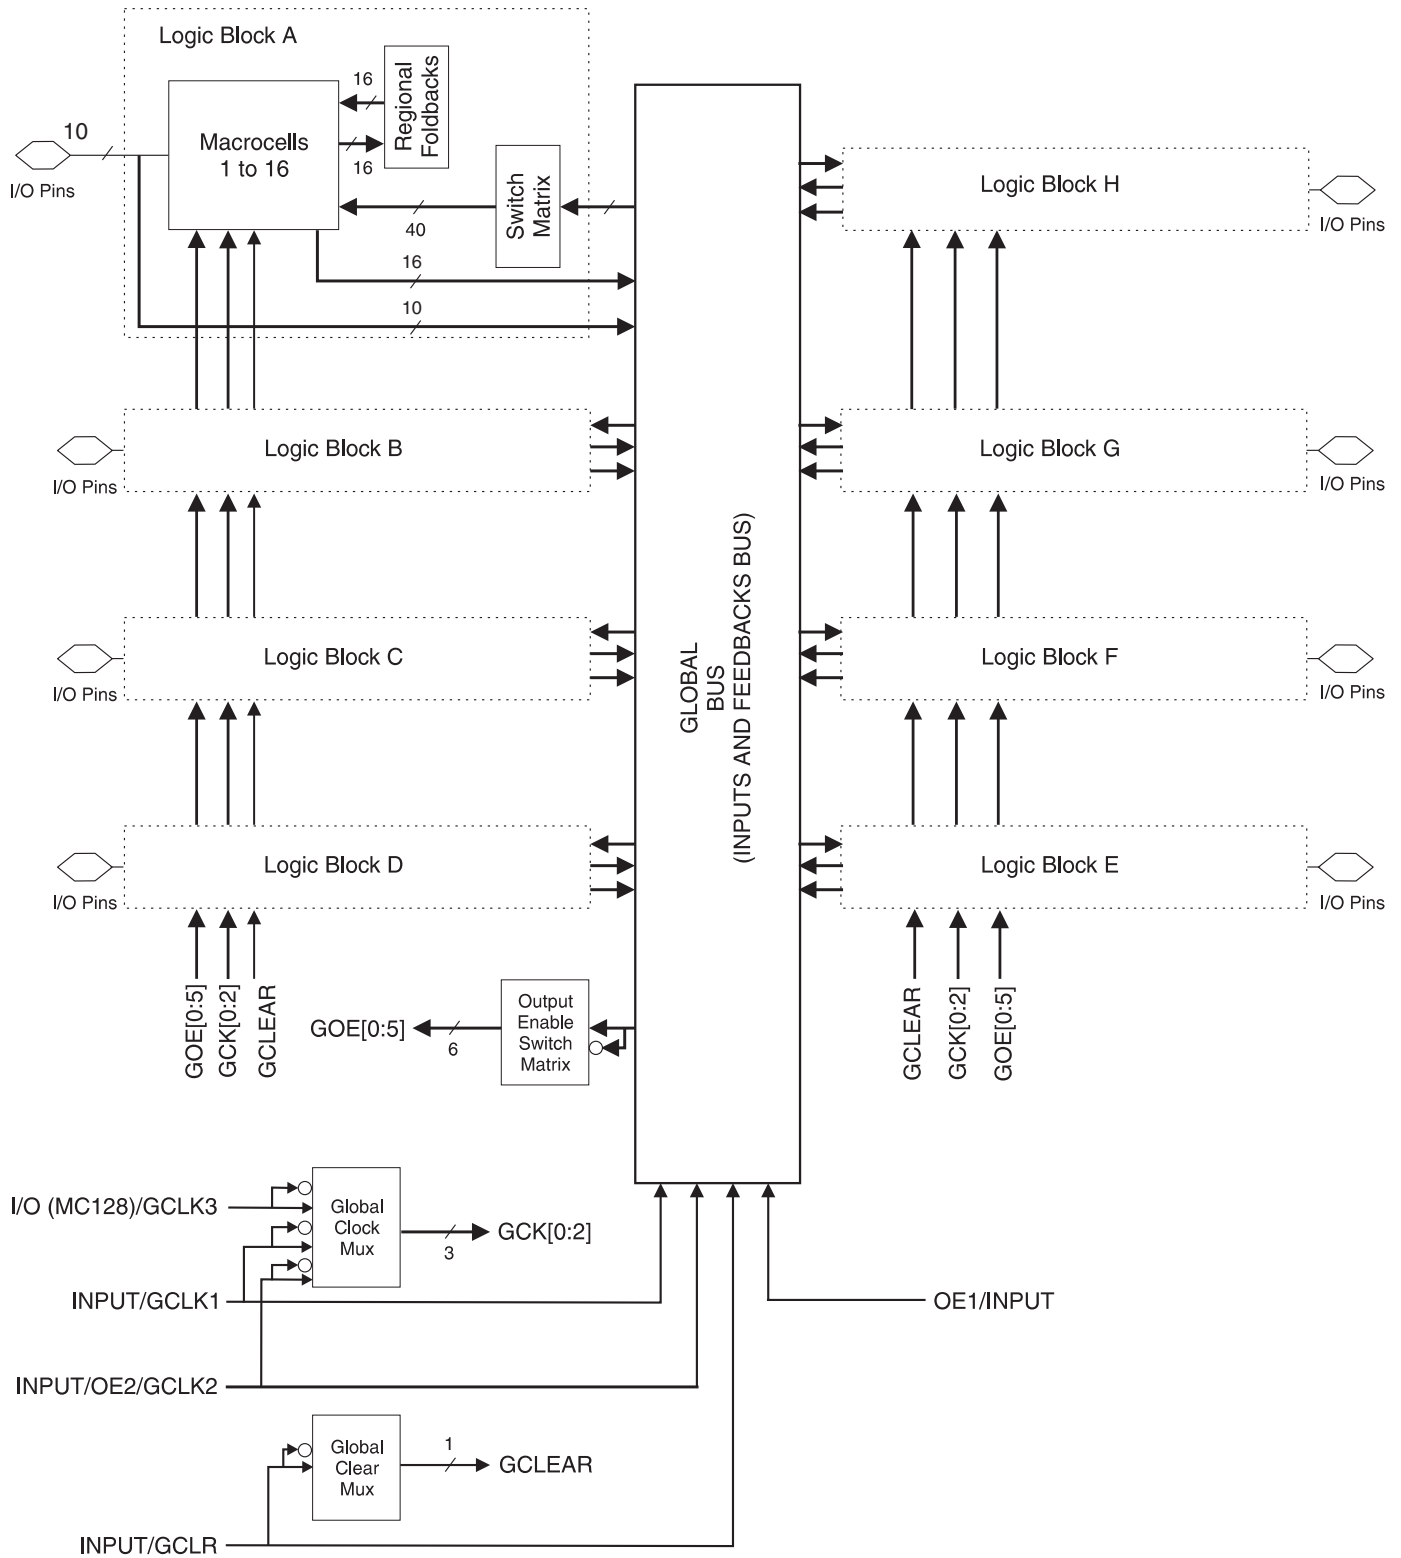 Logic Block A
16
Regional
Foldbacks
10
Macrocells
1 to 16
16
I/O Pins
Switch
Matrix
40
16
10
Logic Block H
I/O Pins
Logic Block B
I/O Pins
Logic Block G
I/O Pins
GLOBAL
BUS
(INPUTS AND FEEDBACKS BUS)
Logic Block C
I/O Pins
Logic Block F
I/O Pins
Logic Block D
I/O Pins
Logic Block E
I/O Pins
GOE[0:5]
GCK[0:2]
GCLEAR
GCLEAR
GCK[0:2]
GOE[0:5]
GOE[0:5]
6
Output
Enable
Switch
Matrix
I/O (MC128)/GCLK3
Global
Clock
Mux
3
GCK[0:2]
INPUT/GCLK1
OE1/INPUT
INPUT/OE2/GCLK2
Global
Clear
Mux
1
GCLEAR
INPUT/GCLR